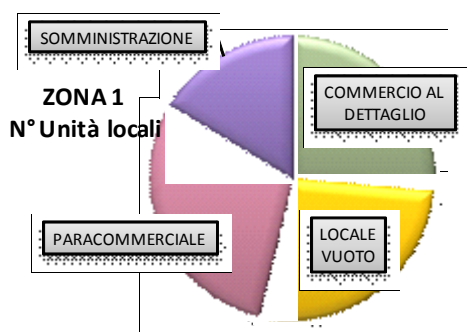 SOMMINISTRAZIONE
ZONA 1
N° Unità locali
COMMERCIO AL
DETTAGLIO
PARACOMMERCIALE
LOCALE
VUOTO